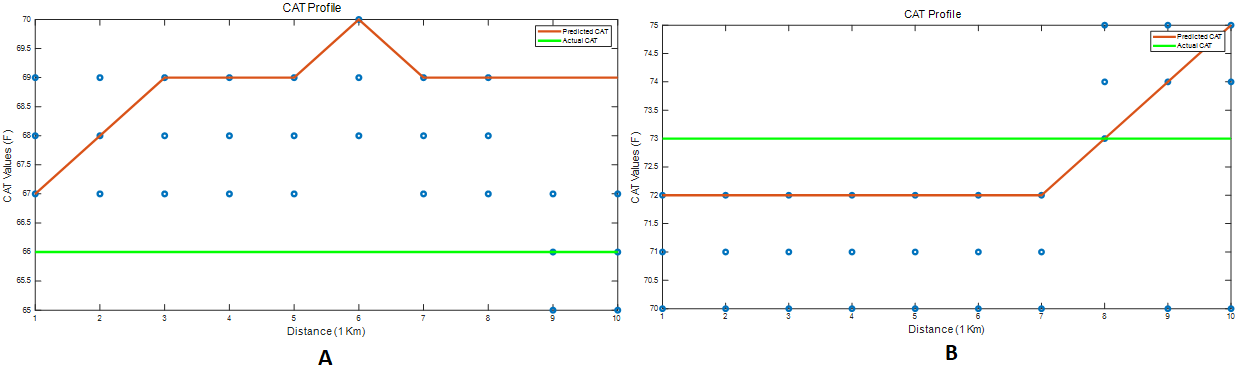 CAT Profile
Predicted CAT
Actual CAT
70
69.5
69
68.5
68
67.5
67
66.5
66
65.5
65
CAT Values (F)
1 2 3 4 5 6 7 8 9 10
Distance (1 Km)
A
CAT Profile
Predicted CAT
Actual CAT
75
74.5
74
73.5
73
72.5
72
71.5
71
70.5
70
CAT Values (F)
1 2 3 4 5 6 7 8 9 10
Distance (1 Km)
B